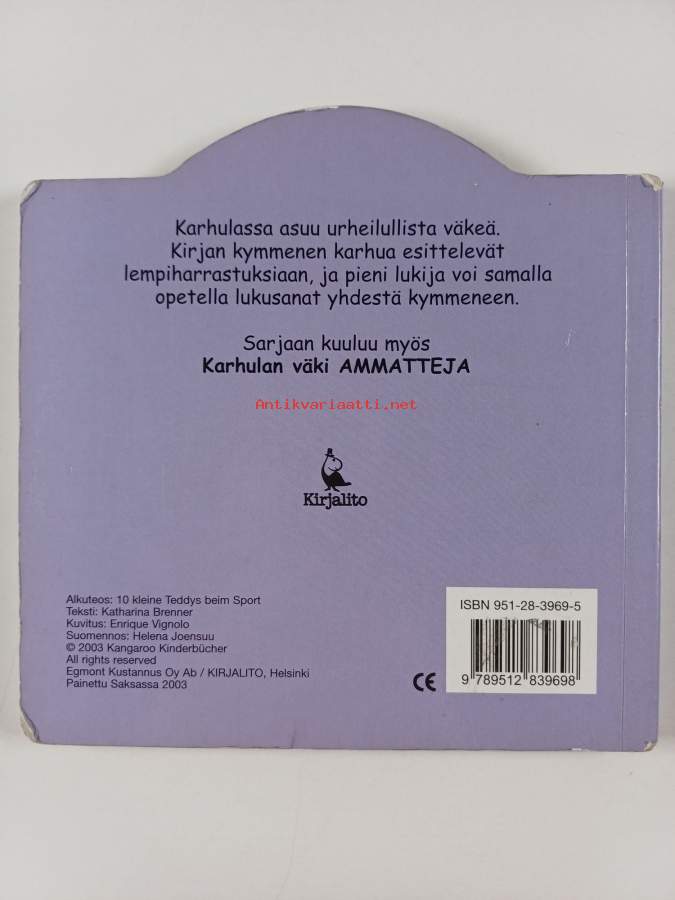 Karhulassa asuu urheilullista väkeä.
Kirjan kymmenen karhua esittelevät
lempiharrastuksiaan, ja pieni lukija voi samalla
opetella lukusanat yhdestä kymmeneen.
Sarjaan kuuluu myös
Karhulan väki AMMATTEJA
Antikvariaatti.net
Kirjalito
Alkuteos: 10 kleine Teddys beim Sport
Teksti: Katharina Brenner
Kuvitus: Enrique Vignolo
Suomennos: Helena Joensuu
© 2003 Kangaroo Kinderbücher
All rights reserved
Egmont Kustannus Oy Ab / KIRJALITO, Helsinki
Painettu Saksassa 2003
CE
ISBN 951-28-3969-5
9 789512 839698